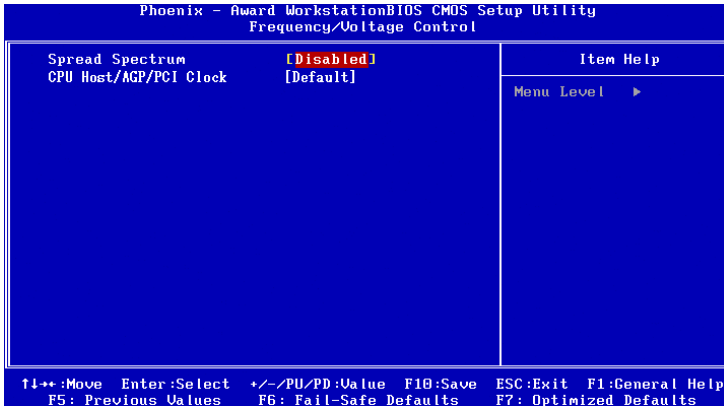 Phoenix - Award WorkstationBIOS CMOS Setup Utility
Frequency/Voltage Control
Spread Spectrum [Disabled]
CPU Host/AGP/PCI Clock [Default]
Item Help
Menu Level ►
↑↓→←:Move Enter:Select +/-/PU/PD:Value F10:Save ESC:Exit F1:General Help
F5: Previous Values F6: Fail-Safe Defaults F7: Optimized Defaults